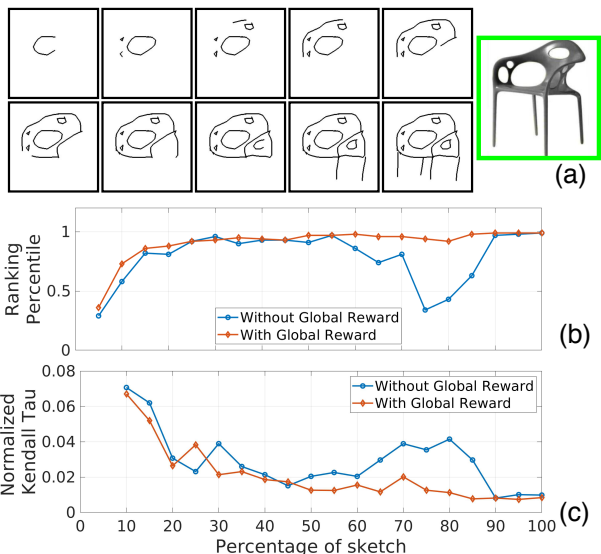 (a)
Ranking
Percentile
1
0.5
0
Without Global Reward
With Global Reward
(b)
Normalized
Kendall Tau
0.08
0.06
0.04
0.02
0
Without Global Reward
With Global Reward
(c)
0 10 20 30 40 50 60 70 80 90 100
Percentage of sketch